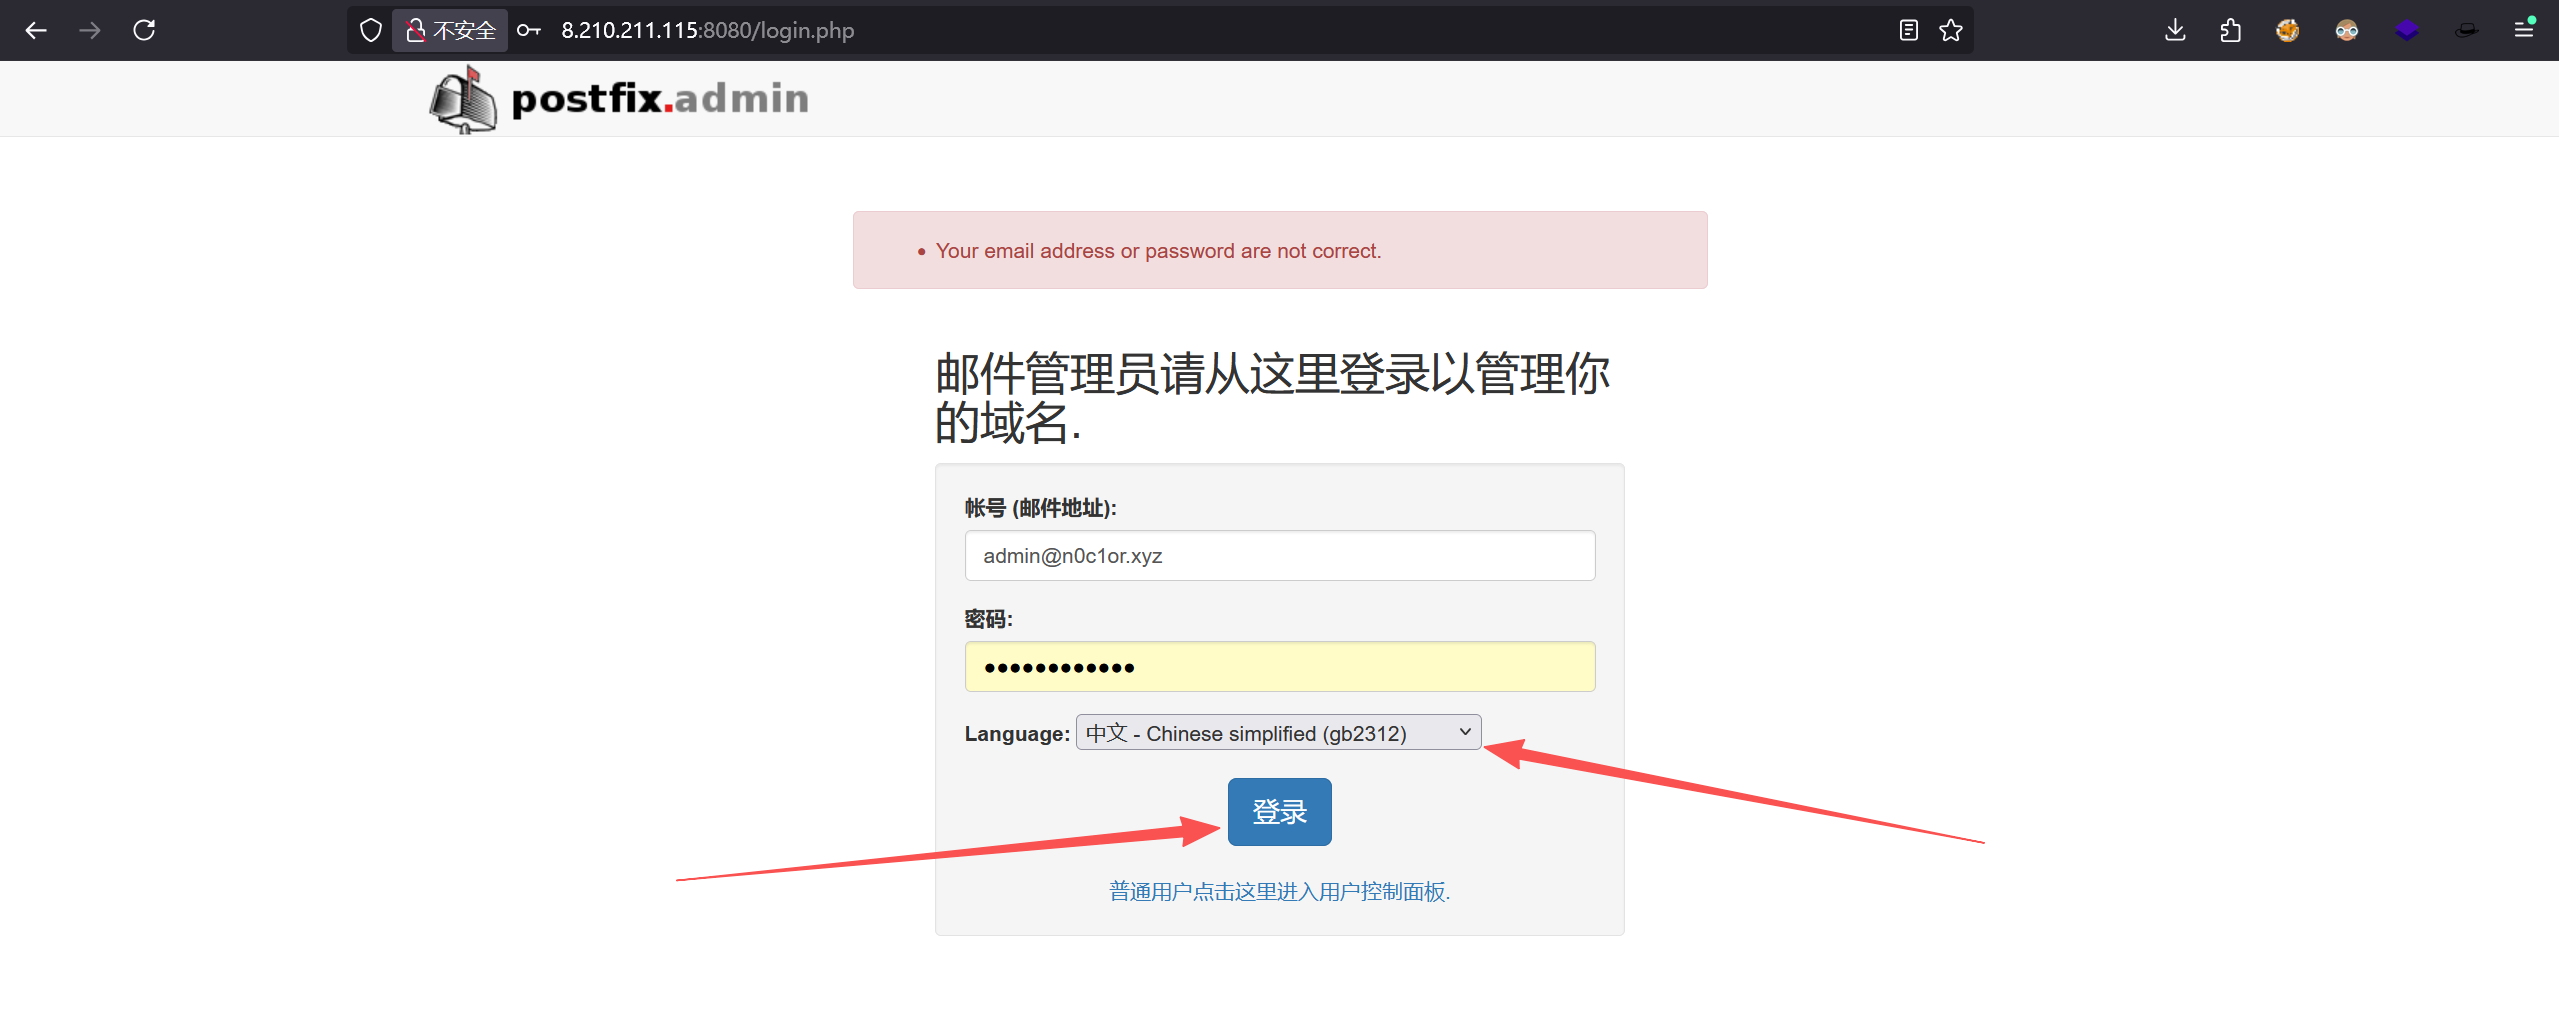 不安全 8.210.211.115:8080/login.php
postfix.admin
Your email address or password are not correct.
邮件管理员请从这里登录以管理你
的域名.
帐号 (邮件地址):
admin@n0c1or.xyz
密码:
Language: 中文 - Chinese simplified (gb2312)
登录
普通用户点击这里进入用户控制面板.